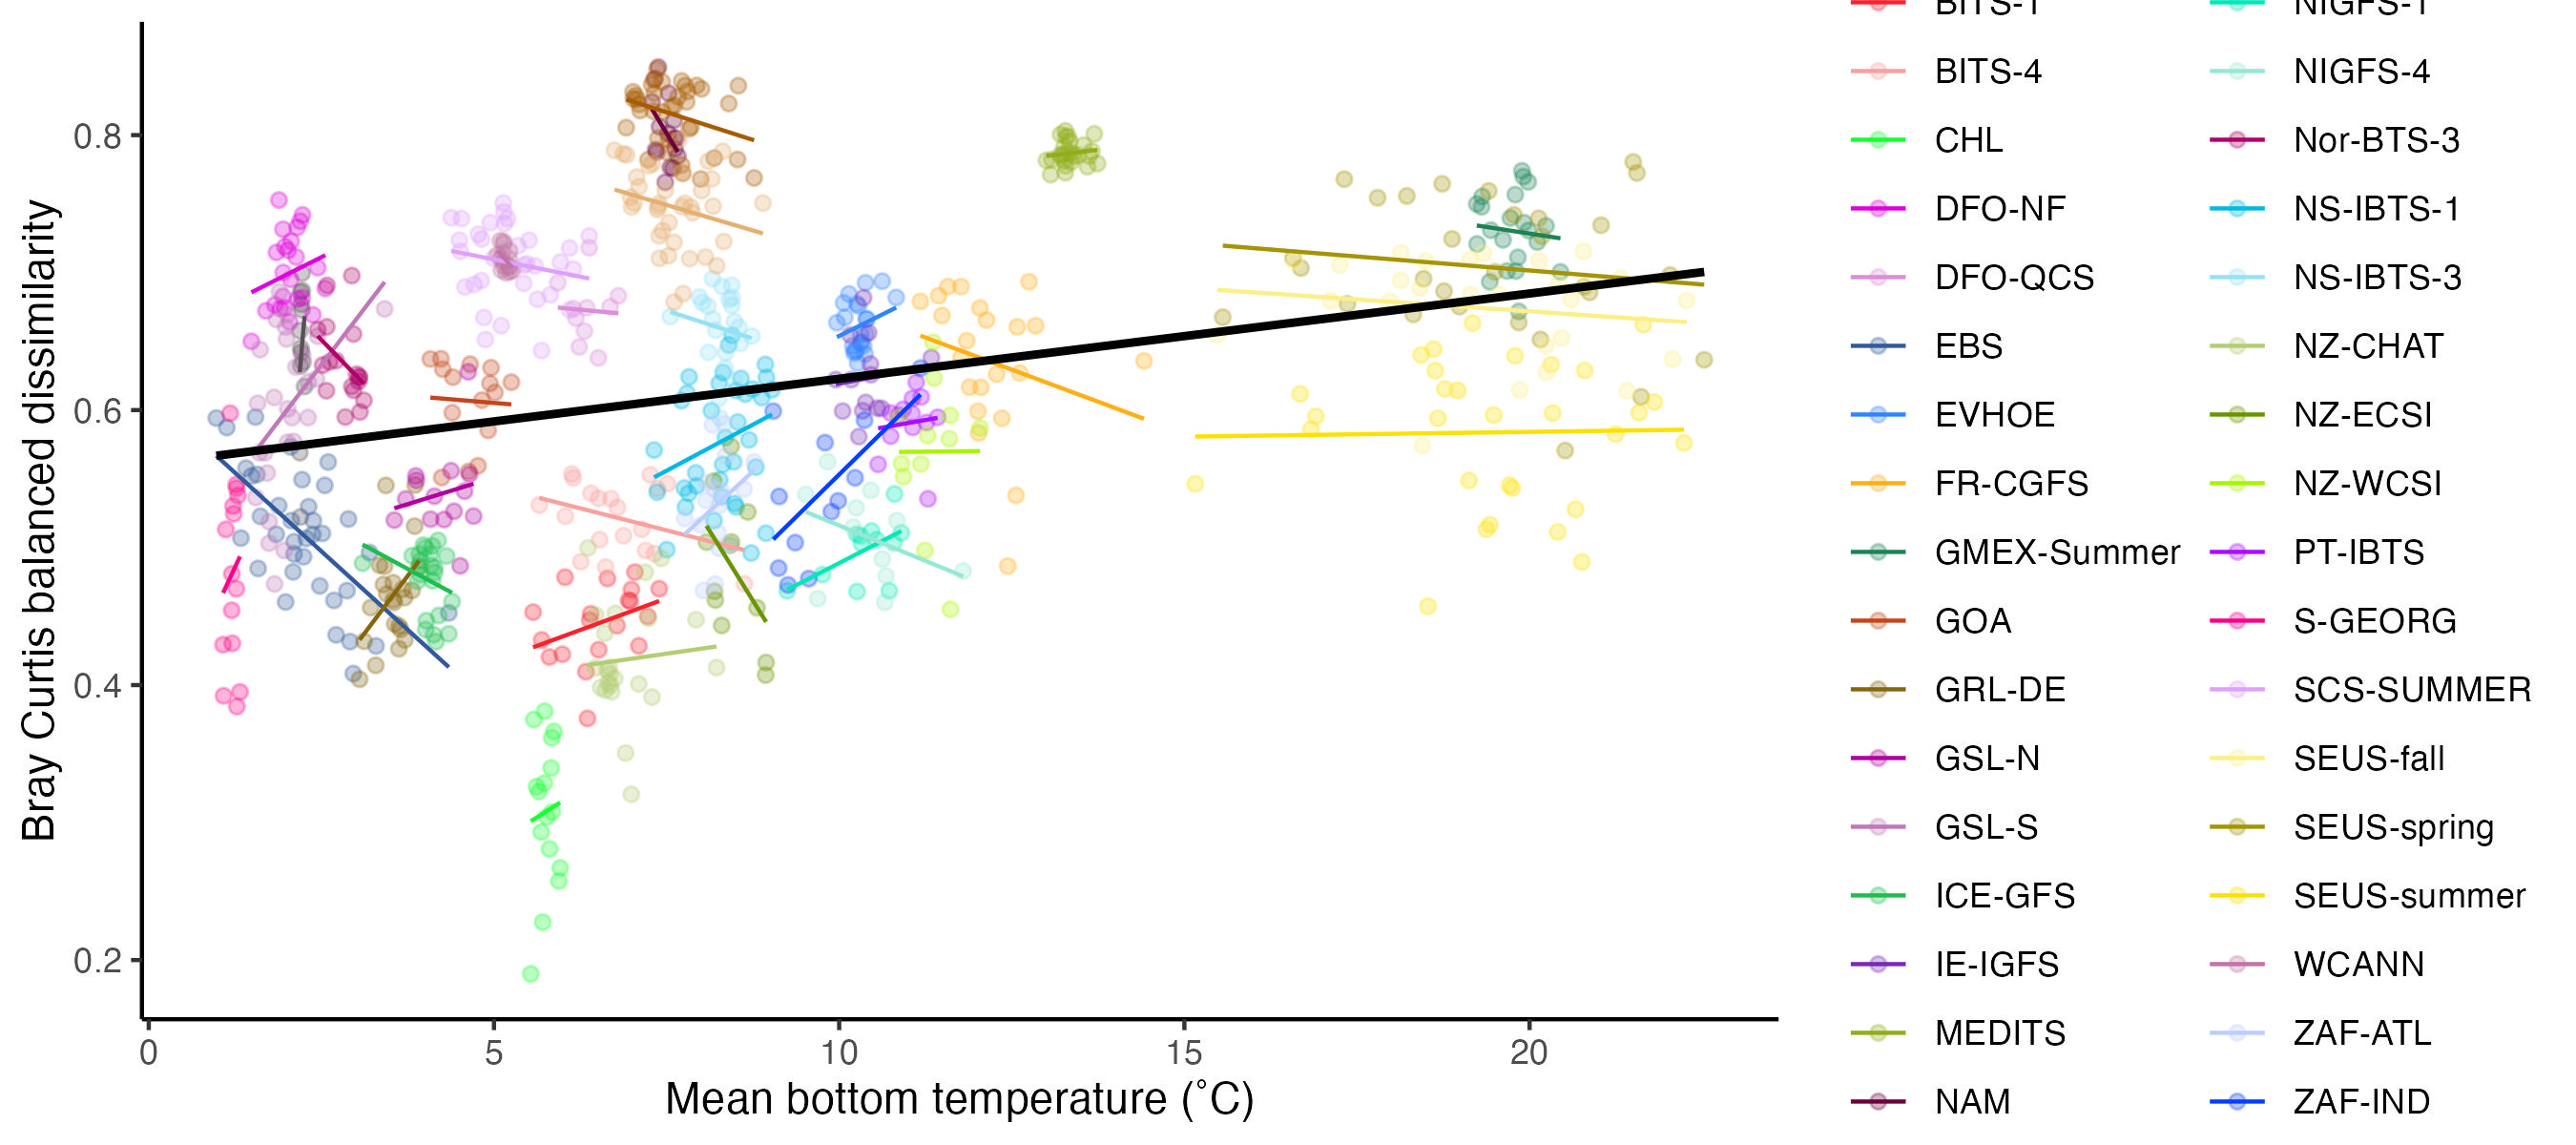 BITS-1 NIGFS-1
BITS-4 NIGFS-4
CHL Nor-BTS-3
DFO-NF NS-IBTS-1
DFO-QCS NS-IBTS-3
EBS NZ-CHAT
EVHOE NZ-ECSI
FR-CGFS NZ-WCSI
GMEX-Summer PT-IBTS
GOA S-GEORG
GRL-DE SCS-SUMMER
GSL-N SEUS-fall
GSL-S SEUS-spring
ICE-GFS SEUS-summer
IE-IGFS WCANN
MEDITS ZAF-ATL
NAM ZAF-IND
Bray Curtis balanced dissimilarity
0.8
0.6
0.4
0.2
0 5 10 15 20
Mean bottom temperature (˚C)